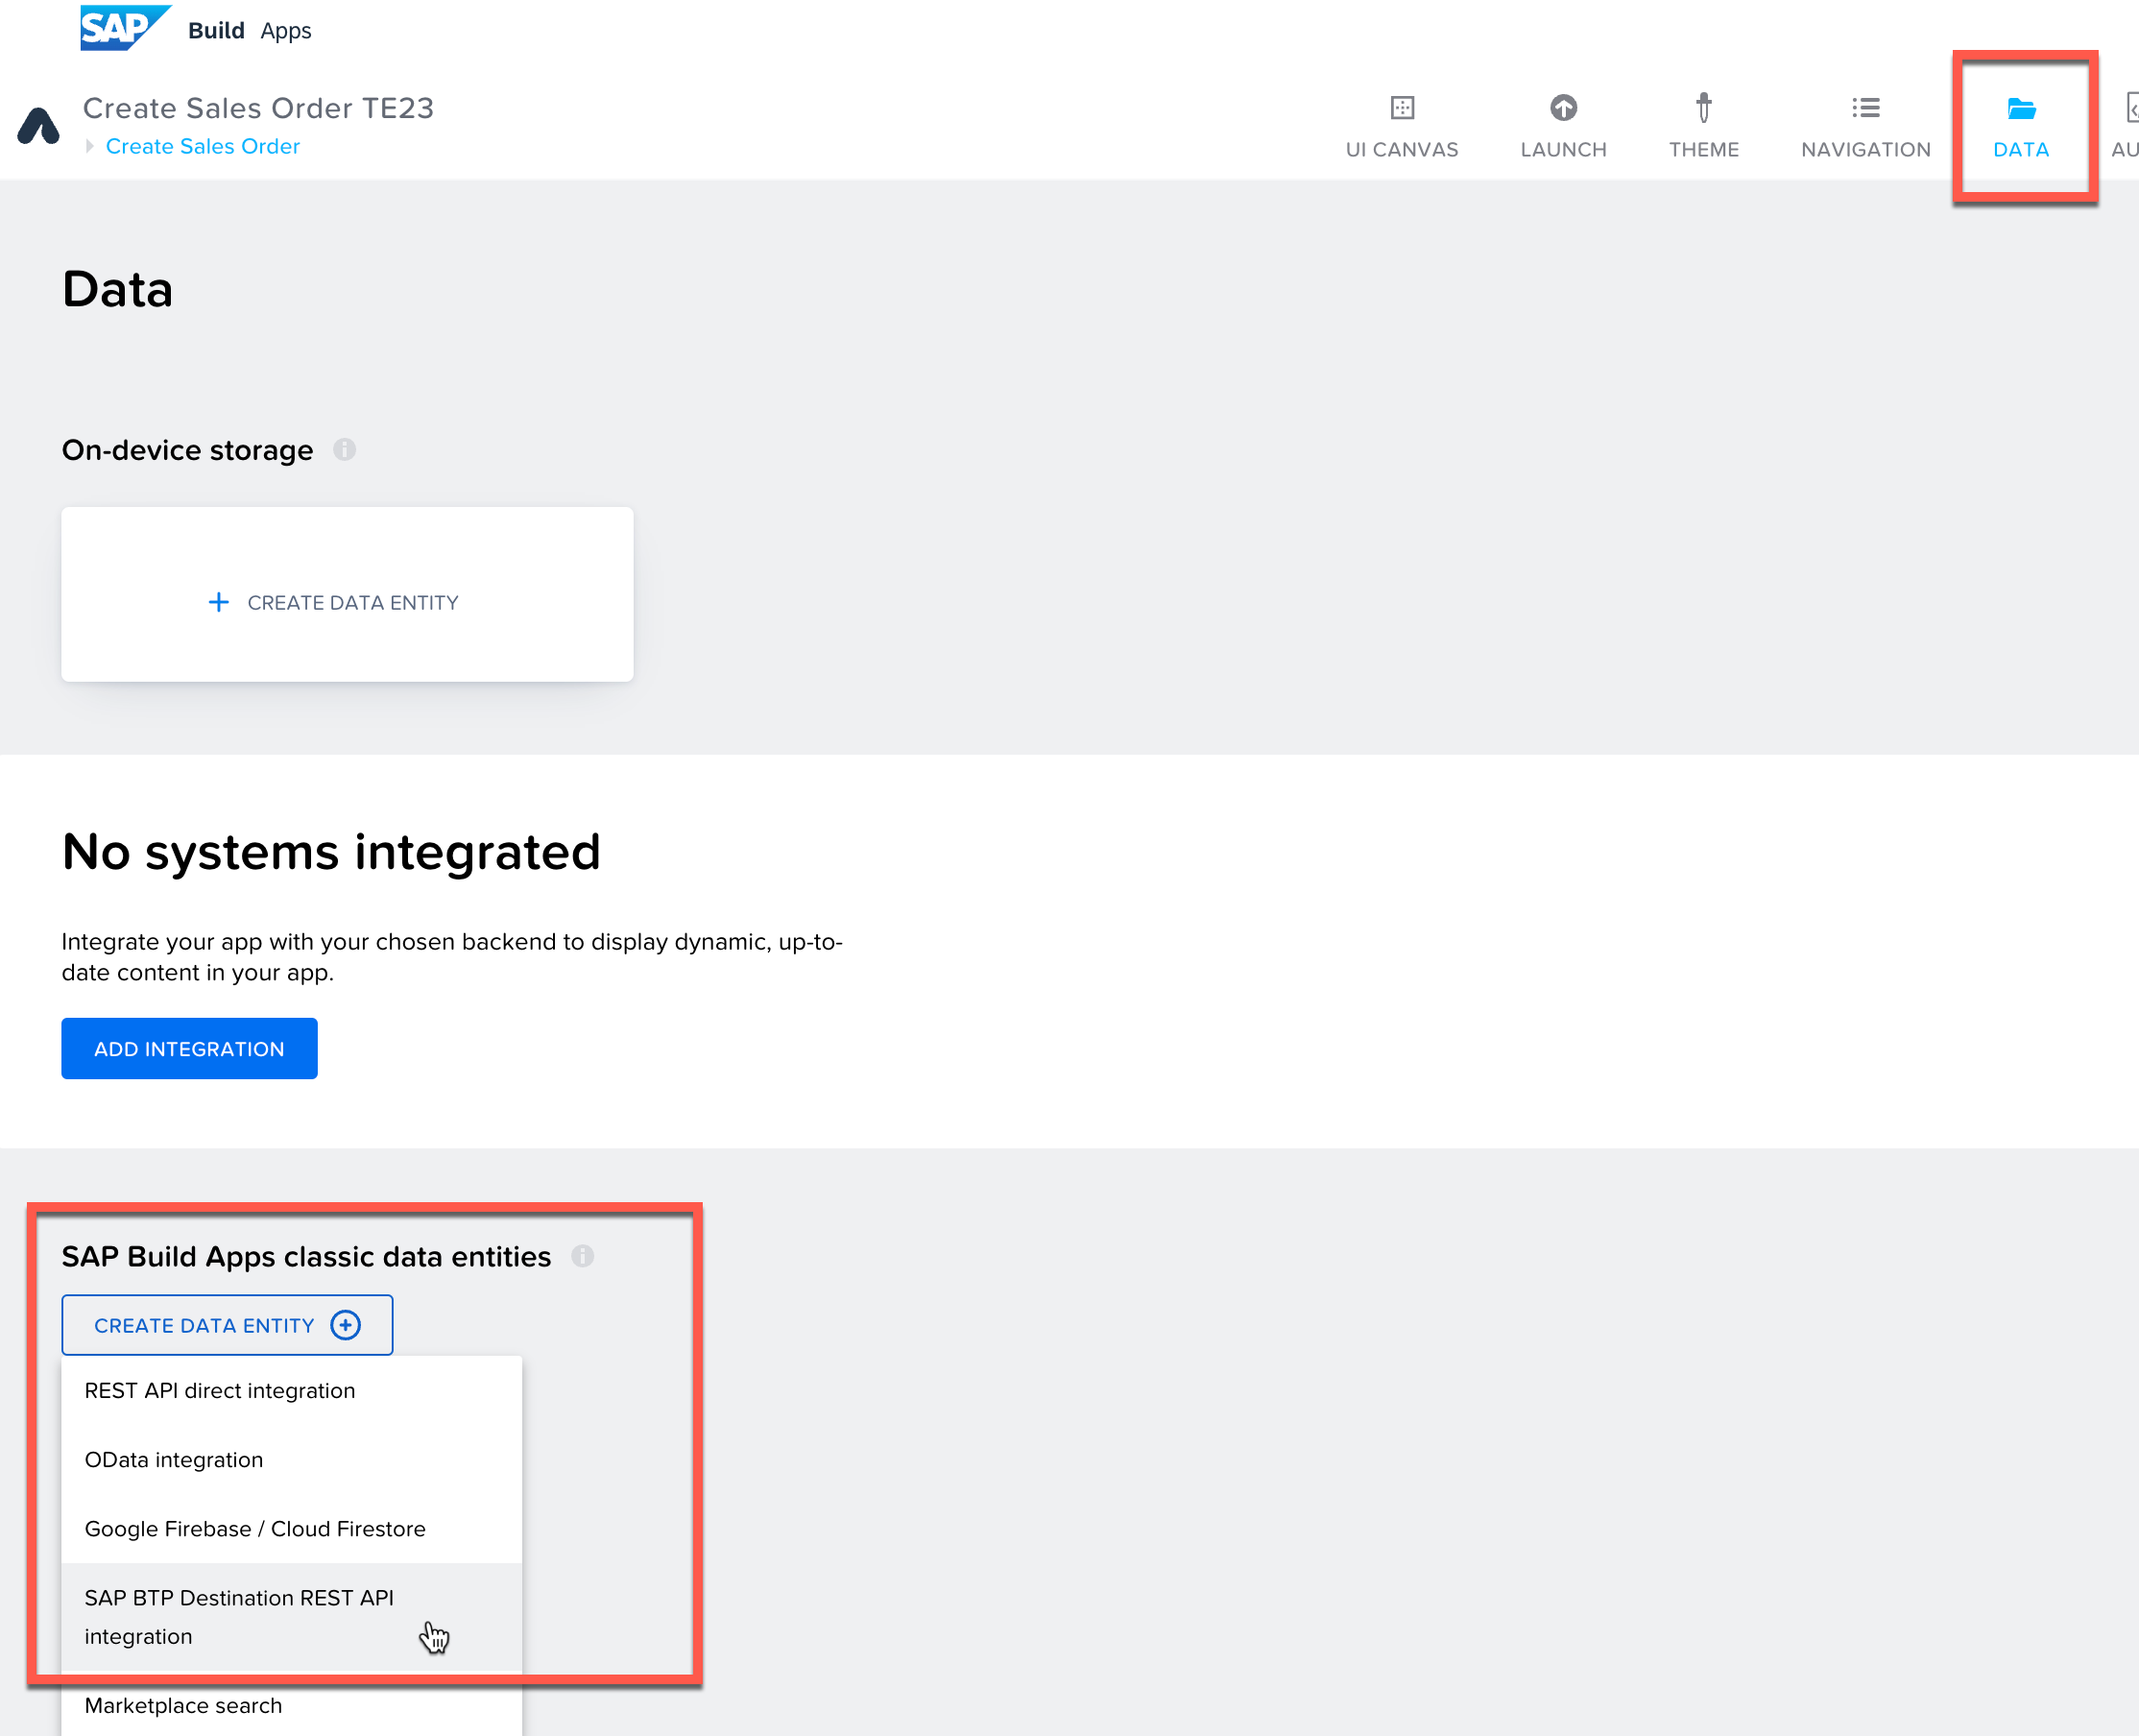 SAP Build Apps
Create Sales Order TE23
Create Sales Order
UI CANVAS
LAUNCH
THEME
NAVIGATION
DATA
AU
Data
On-device storage
CREATE DATA ENTITY
No systems integrated
Integrate your app with your chosen backend to display dynamic, up-to-
date content in your app.
ADD INTEGRATION
SAP Build Apps classic data entities
CREATE DATA ENTITY
REST API direct integration
OData integration
Google Firebase / Cloud Firestore
SAP BTP Destination REST API
integration
Marketplace search